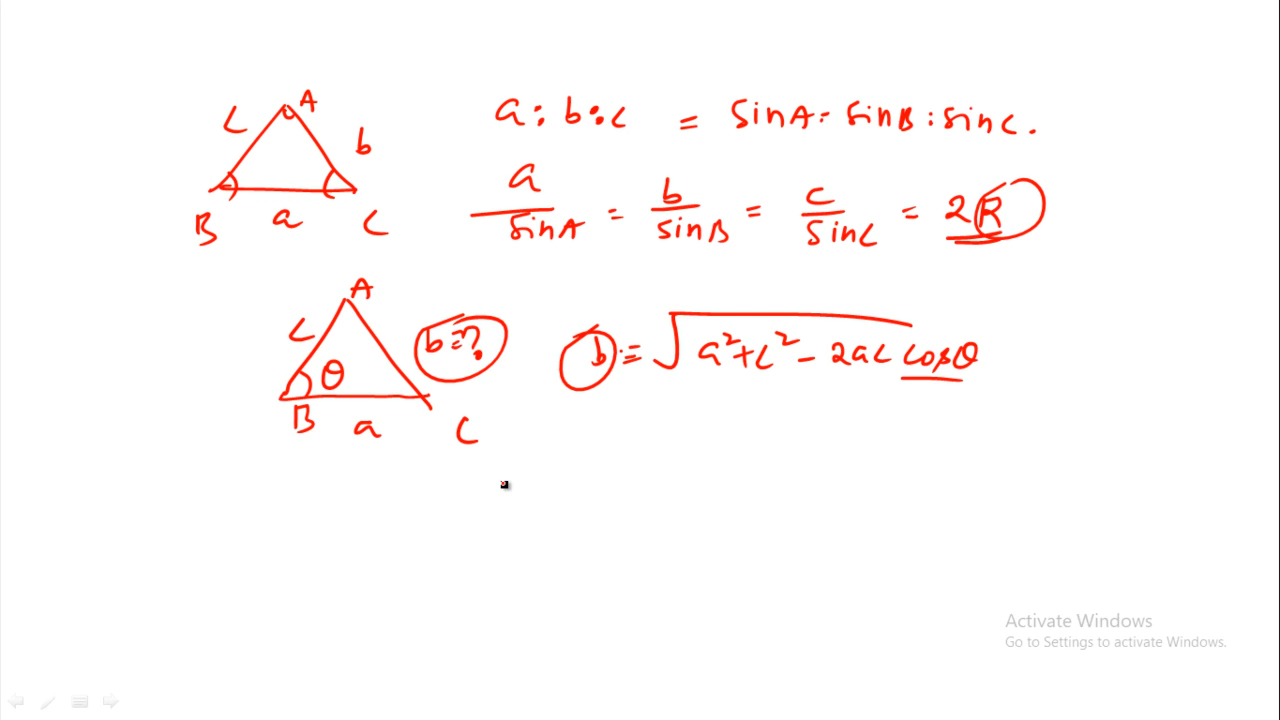 A
c
b
B
a
C
a : b : c = sinA : sinB : sinC.
a/sinA = b/sinB = c/sinC = 2R
A
c
b = ?
θ
B
a
C
b = √a²+c² - 2ac cosθ
Activate Windows
Go to Settings to activate Windows.